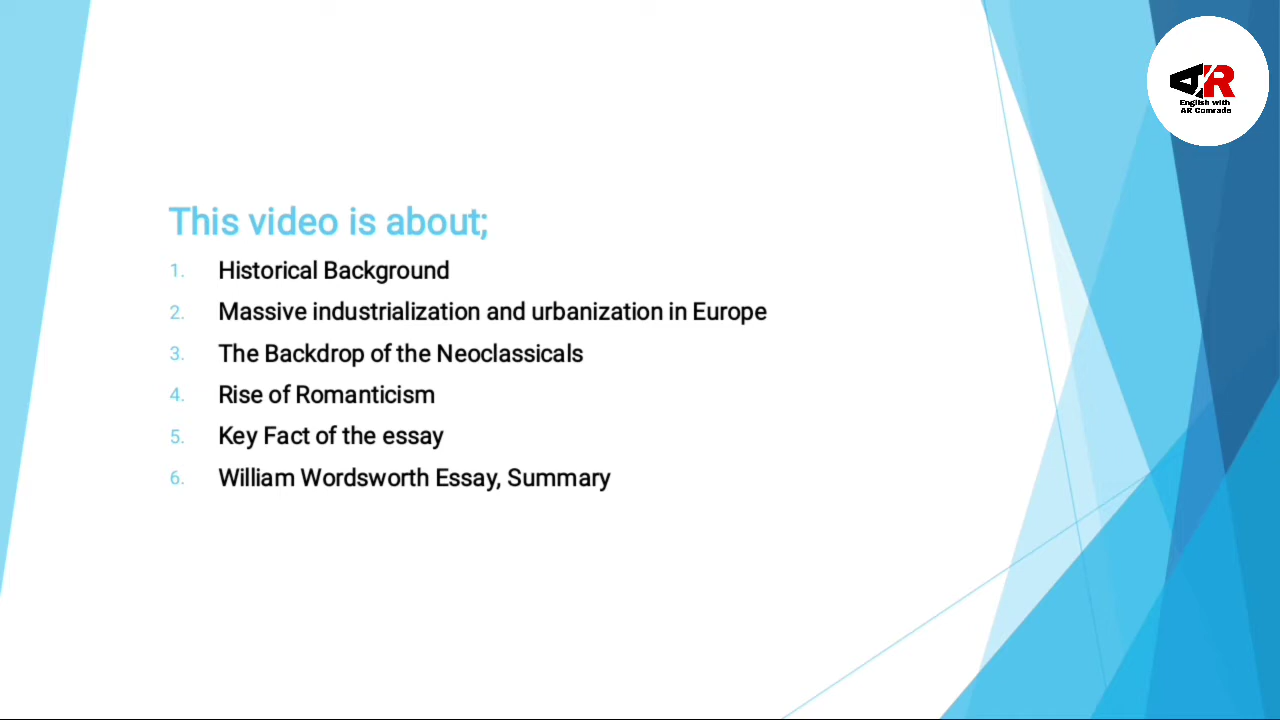 AR
English with
AR Comrade
This video is about;
1. Historical Background
2. Massive industrialization and urbanization in Europe
3. The Backdrop of the Neoclassicals
4. Rise of Romanticism
5. Key Fact of the essay
6. William Wordsworth Essay, Summary